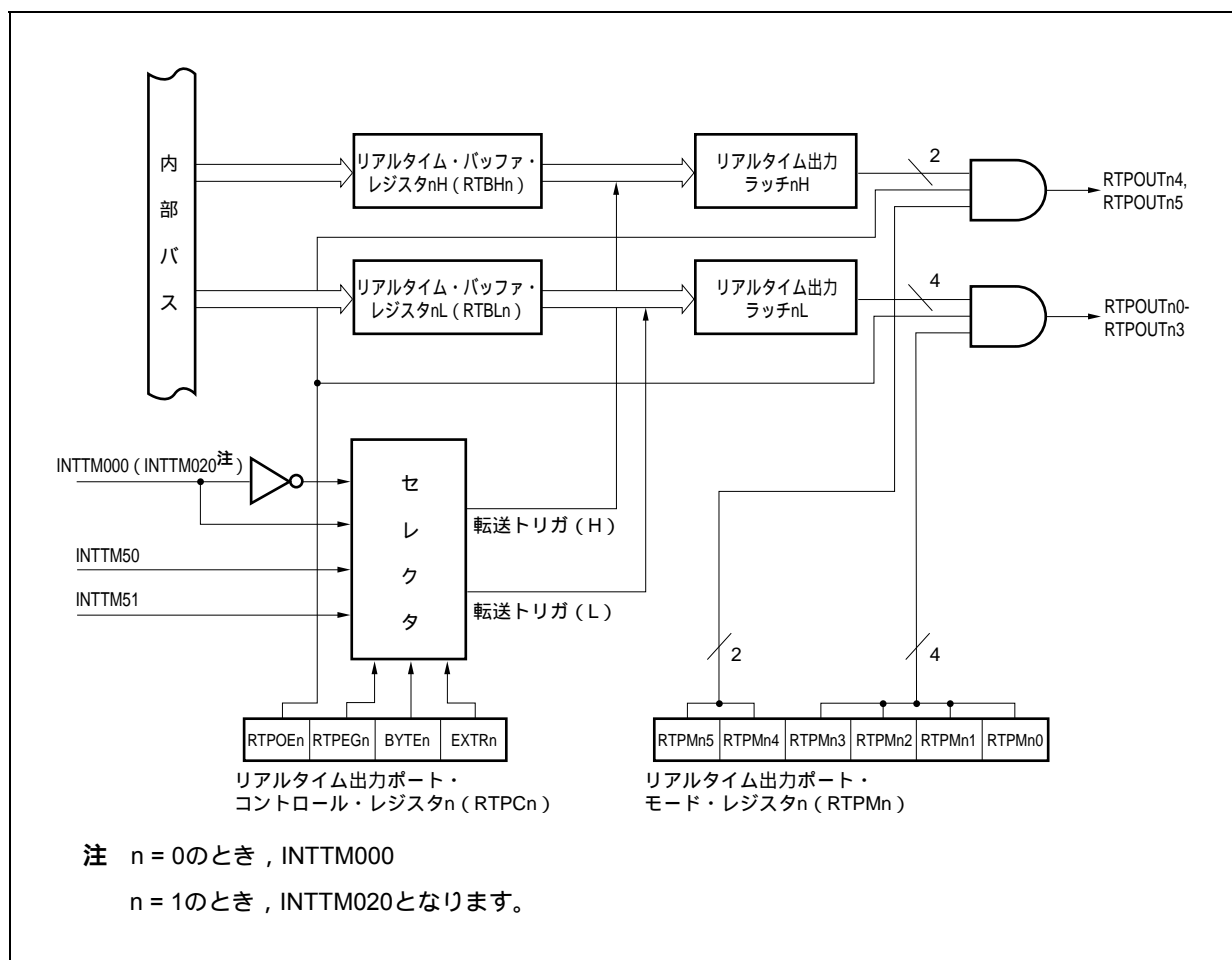 内部バス
リアルタイム・バッファ・
レジスタnH(RTBHn)
リアルタイム出力
ラッチnH
2
RTPOUTn4,
RTPOUTn5
リアルタイム・バッファ・
レジスタnL(RTBLn)
リアルタイム出力
ラッチnL
4
RTPOUTn0-
RTPOUTn3
INTTM000(INTTM020注)
INTTM50
INTTM51
セレクタ
転送トリガ(H)
転送トリガ(L)
2
4
RTPOEn RTPEGn BYTEn EXTRn
リアルタイム出力ポート・
コントロール・レジスタn(RTPCn)
RTPMn5 RTPMn4 RTPMn3 RTPMn2 RTPMn1 RTPMn0
リアルタイム出力ポート・
モード・レジスタn(RTPMn)
注 n = 0のとき,INTTM000
n = 1のとき,INTTM020となります。